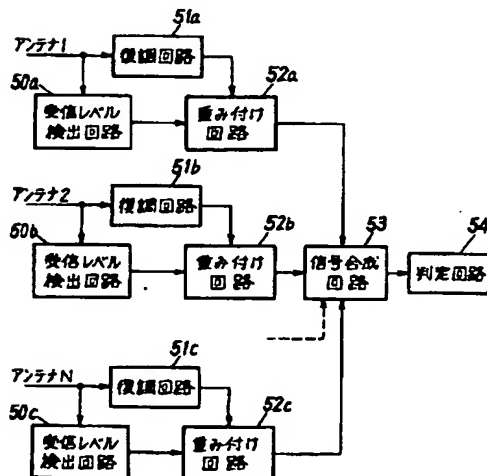 51a
アンテナ1
復調回路
50a
52a
受信レベル
検出回路
重み付け
回路
51b
アンテナ2
復調回路
60b
52b
53
54
受信レベル
検出回路
重み付け
回路
信号合成
回路
判定回路
51c
アンテナN
復調回路
50c
52c
受信レベル
検出回路
重み付け
回路